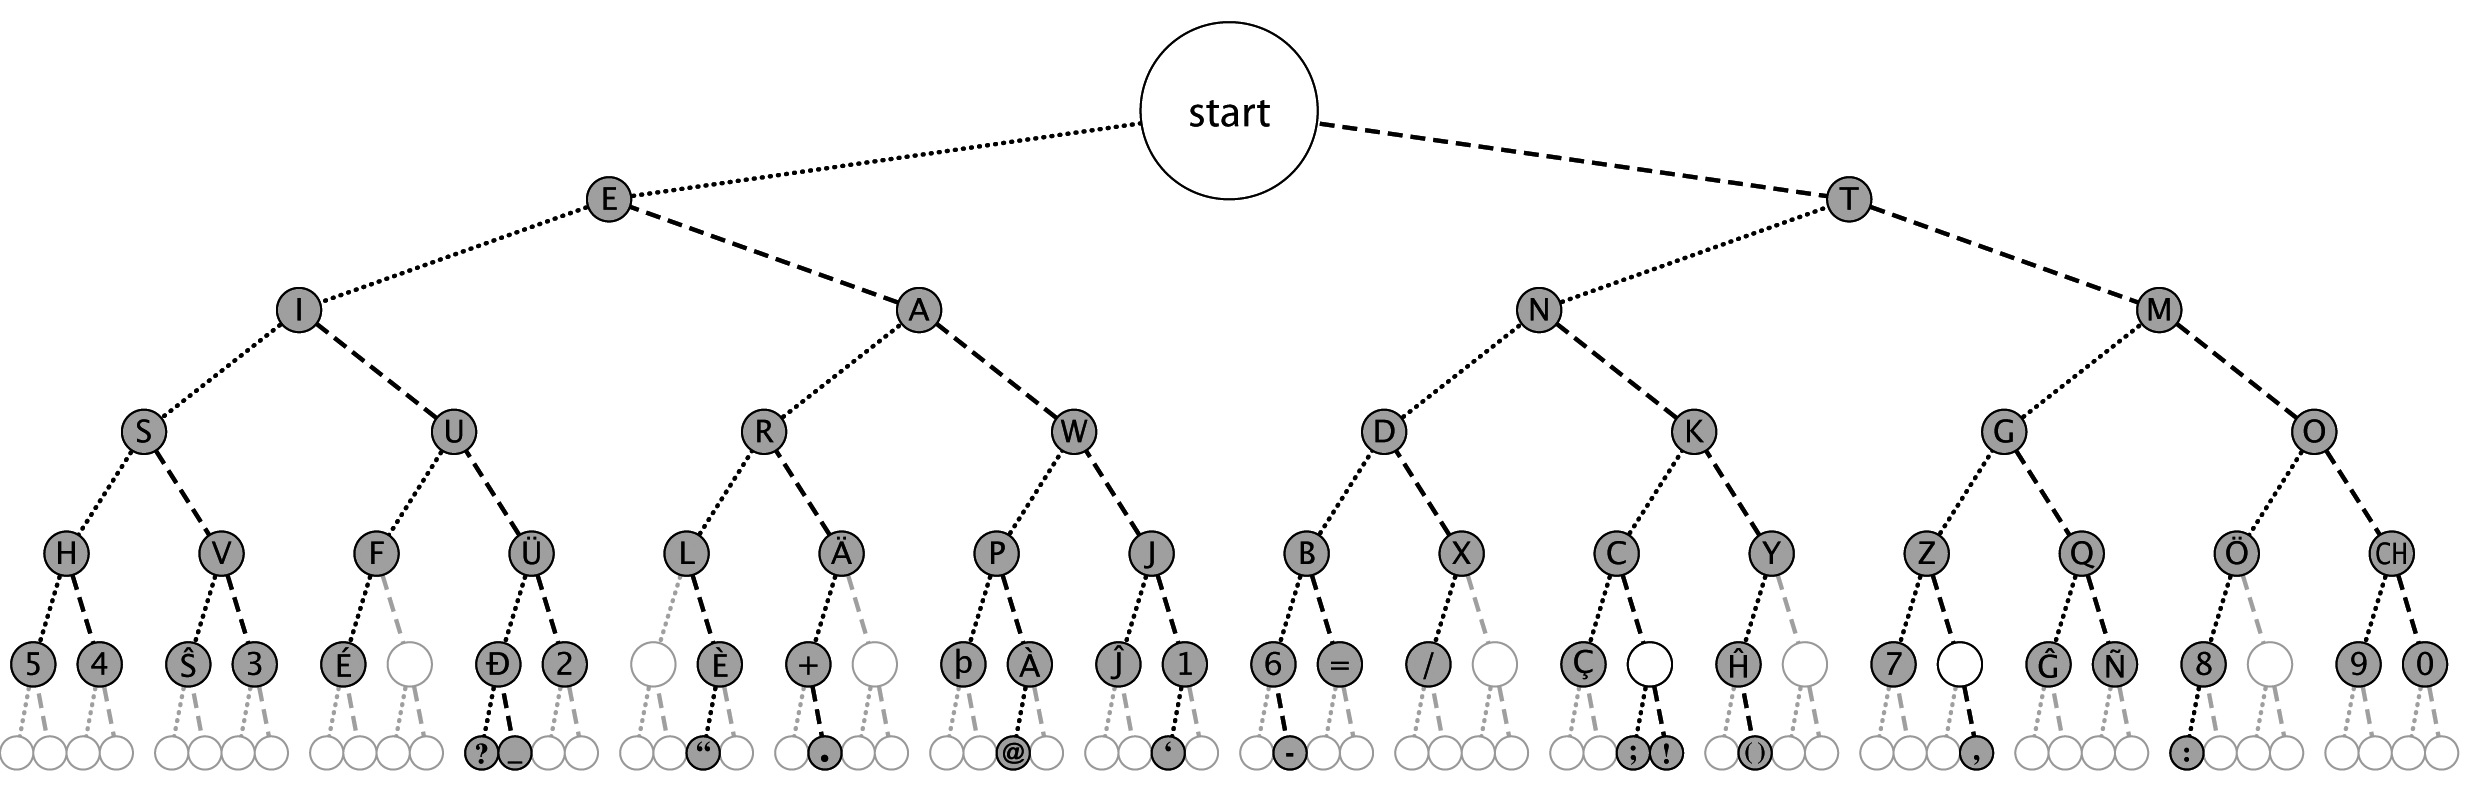 start
E T
I A N M
S U R W D K G O
H V F Ü L Ä P J B X C Y Z Q Ö CH
5 4 Ŝ 3 É Đ 2 È + þ À Ĵ 1 6 = / Ç Ĥ 7 Ĝ Ñ 8 9 0
? _ “ . @ ‘ - ; ! () , :